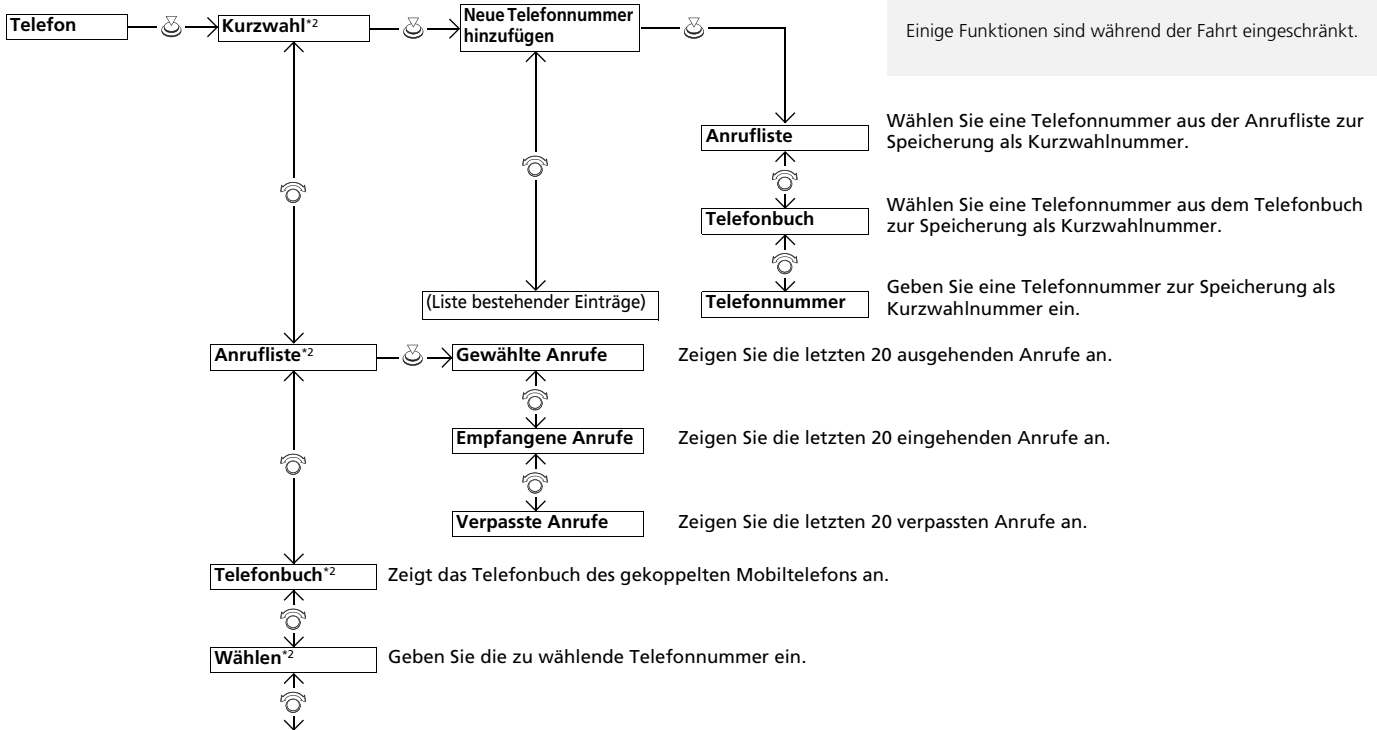 Telefon
Kurzwahl*2
Neue Telefonnummer
hinzufügen
Einige Funktionen sind während der Fahrt eingeschränkt.
Anrufliste
Wählen Sie eine Telefonnummer aus der Anrufliste zur
Speicherung als Kurzwahlnummer.
Telefonbuch
Wählen Sie eine Telefonnummer aus dem Telefonbuch
zur Speicherung als Kurzwahlnummer.
(Liste bestehender Einträge)
Telefonnummer
Geben Sie eine Telefonnummer zur Speicherung als
Kurzwahlnummer ein.
Anrufliste*2
Gewählte Anrufe
Zeigen Sie die letzten 20 ausgehenden Anrufe an.
Empfangene Anrufe
Zeigen Sie die letzten 20 eingehenden Anrufe an.
Verpasste Anrufe
Zeigen Sie die letzten 20 verpassten Anrufe an.
Telefonbuch*2
Zeigt das Telefonbuch des gekoppelten Mobiltelefons an.
Wählen*2
Geben Sie die zu wählende Telefonnummer ein.